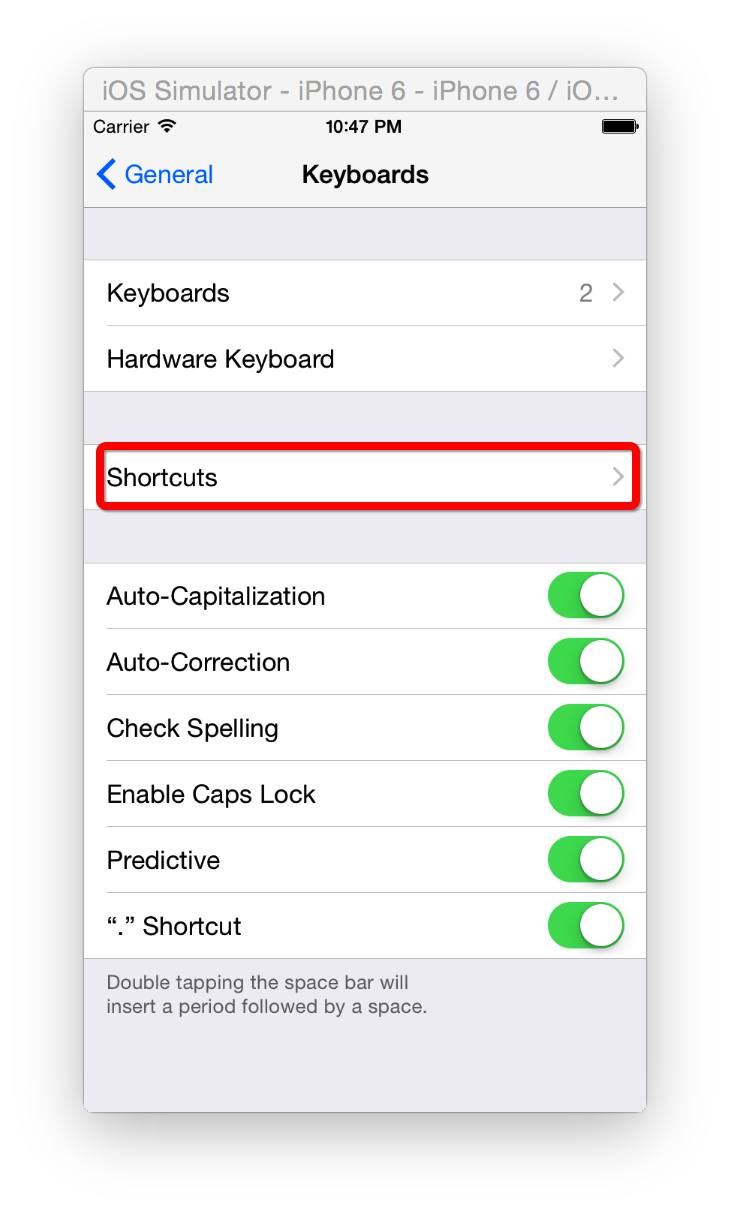 iOS Simulator - iPhone 6 - iPhone 6 / iO...
Carrier 10:47 PM
General Keyboards
Keyboards 2
Hardware Keyboard
Shortcuts
Auto-Capitalization
Auto-Correction
Check Spelling
Enable Caps Lock
Predictive
“.” Shortcut
Double tapping the space bar will
insert a period followed by a space.